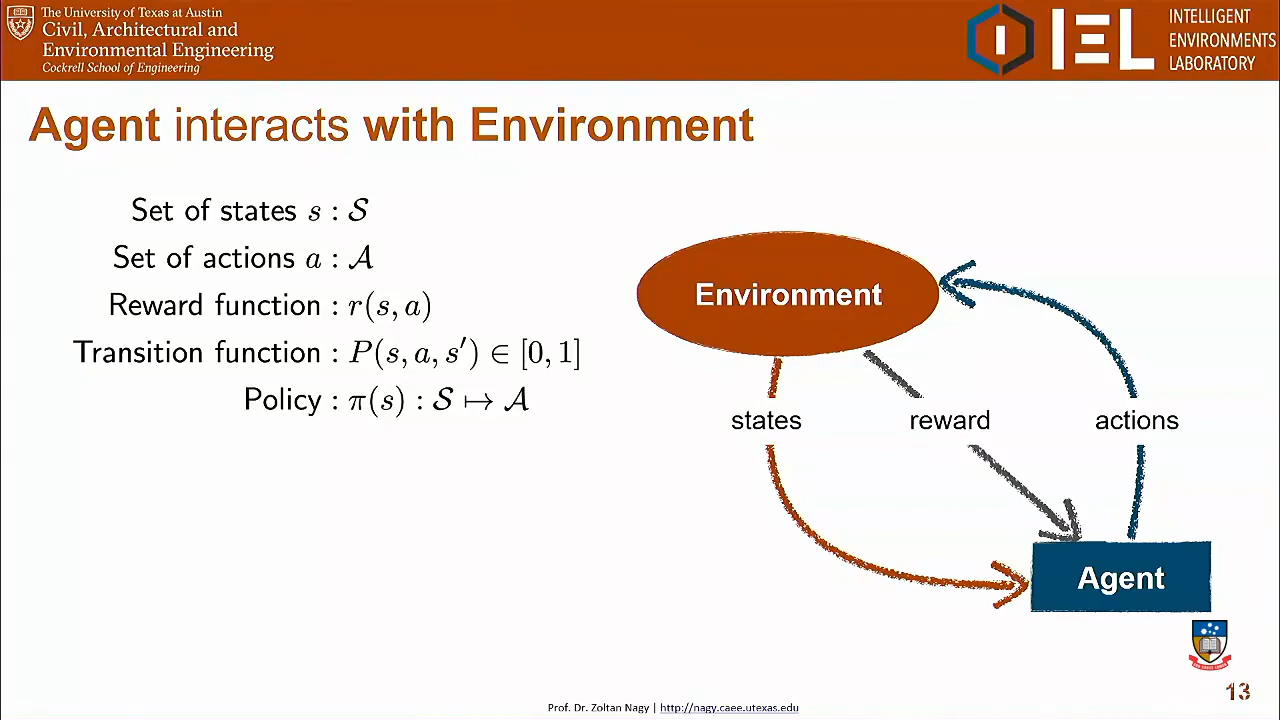 The University of Texas at Austin
Civil, Architectural and
Environmental Engineering
Cockrell School of Engineering
I IEL
INTELLIGENT
ENVIRONMENTS
LABORATORY
Agent interacts with Environment
Set of states s : 𝒮
Set of actions a : 𝒜
Reward function : r(s, a)
Transition function : P(s, a, s′) ∈ [0, 1]
Policy : π(s) : 𝒮 ↦ 𝒜
Environment
states
reward
actions
Agent
13
Prof. Dr. Zoltan Nagy | http://nagy.caee.utexas.edu